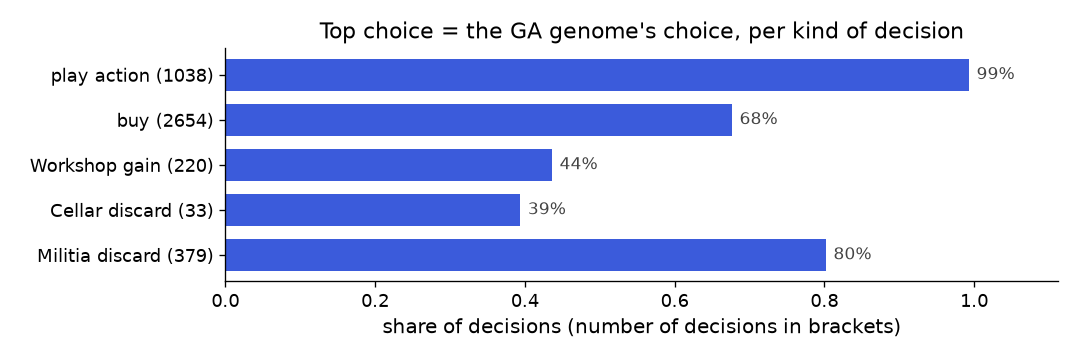 Top choice = the GA genome's choice, per kind of decision
play action (1038) 99%
buy (2654) 68%
Workshop gain (220) 44%
Cellar discard (33) 39%
Militia discard (379) 80%
0.0 0.2 0.4 0.6 0.8 1.0
share of decisions (number of decisions in brackets)